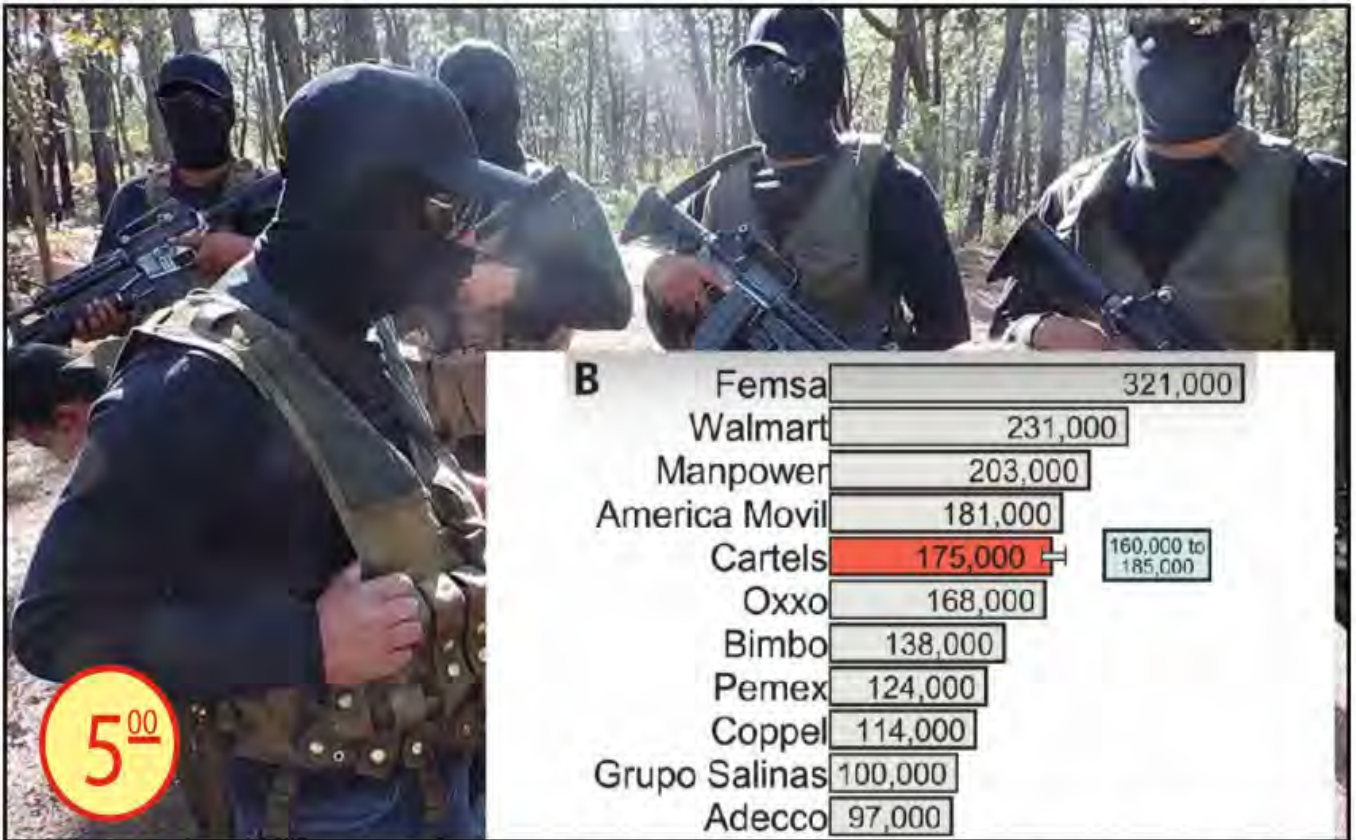 B
Femsa 321,000
Walmart 231,000
Manpower 203,000
America Movil 181,000
Cartels 175,000
160,000 to
185,000
Oxxo 168,000
Bimbo 138,000
Pemex 124,000
Coppel 114,000
Grupo Salinas 100,000
Adecco 97,000
5 00